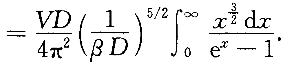 = \frac{VD}{4\pi^2} \left( \frac{1}{\beta D} \right)^{5/2} \int_0^\infty \frac{x^{\frac{3}{2}} \, \mathrm{d}x}{\mathrm{e}^x - 1}.